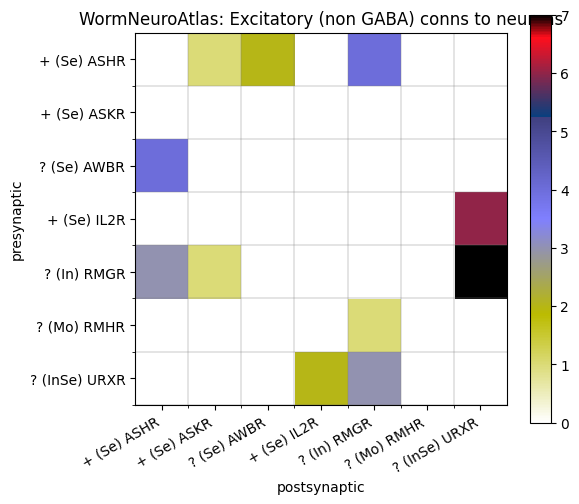 WormNeuroAtlas: Excitatory (non GABA) conns to neurons
presynaptic
+ (Se) ASHR
+ (Se) ASKR
? (Se) AWBR
+ (Se) IL2R
? (In) RMGR
? (Mo) RMHR
? (InSe) URXR
+ (Se) ASHR
+ (Se) ASKR
? (Se) AWBR
+ (Se) IL2R
? (In) RMGR
? (Mo) RMHR
? (InSe) URXR
postsynaptic
7
6
5
4
3
2
1
0